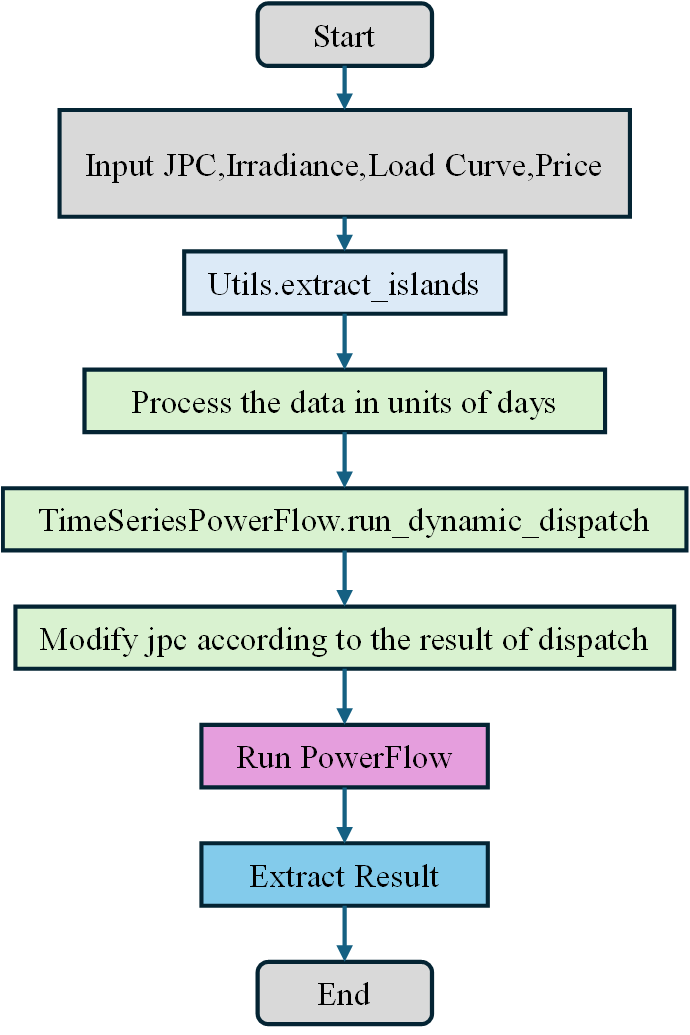 Start
Input JPC,Irradiance,Load Curve,Price
Utils.extract_islands
Process the data in units of days
TimeSeriesPowerFlow.run_dynamic_dispatch
Modify jpc according to the result of dispatch
Run PowerFlow
Extract Result
End